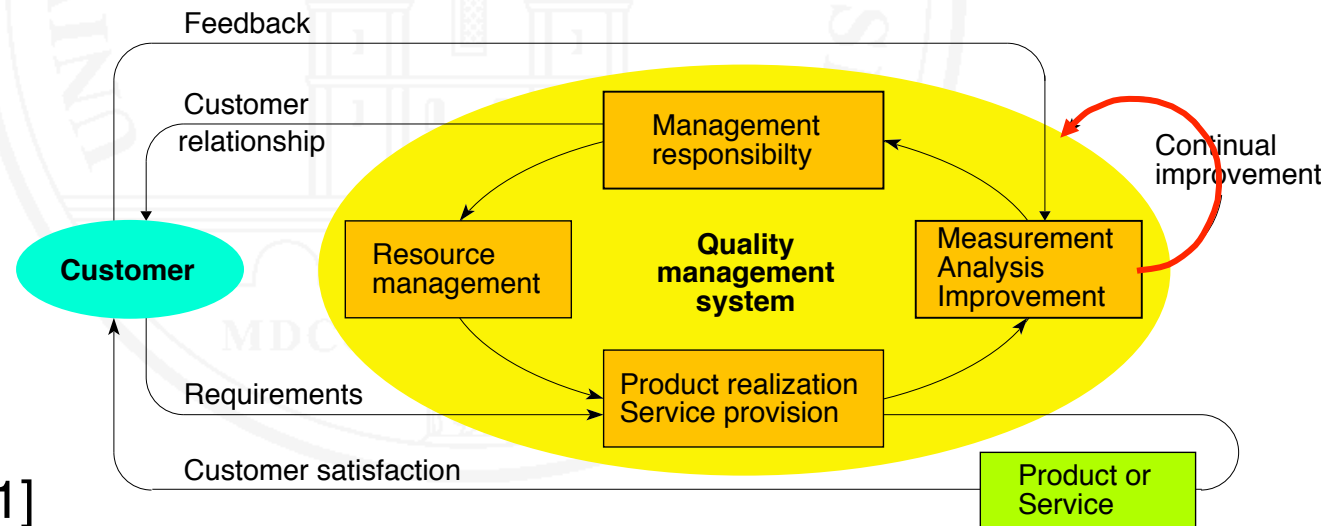 Feedback
Customer
relationship
Management
responsibilty
Continual
improvement
Customer
Resource
management
Quality
management
system
Measurement
Analysis
Improvement
MDC
Requirements
Product realization
Service provision
Customer satisfaction
Product or
Service
1]